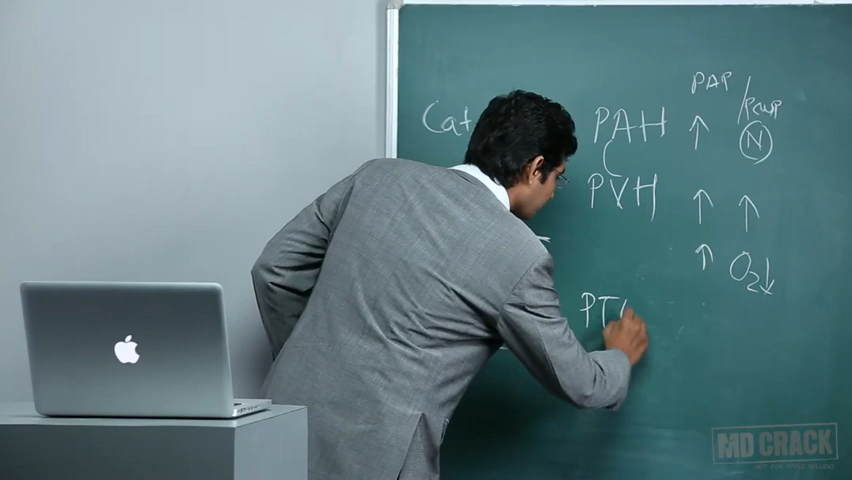 PAP / PCWP
Cat PAH ↑ N
PVH ↑ ↑
↑ O2↓
PT
MD CRACK